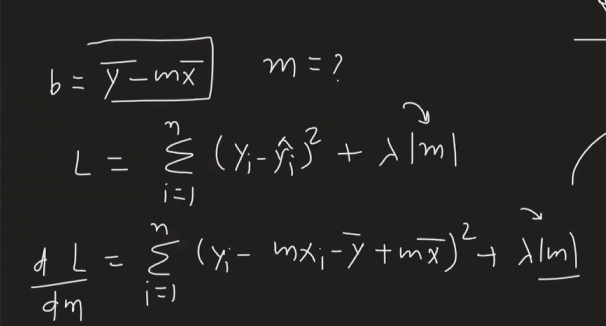 b = ȳ - mx̄    m = ?
L = Σ_{i=1}^{n} (yᵢ - ŷᵢ)² + λ|m|
dL/dm = Σ_{i=1}^{n} (yᵢ - mxᵢ - ȳ + mx̄)² + λ|m|